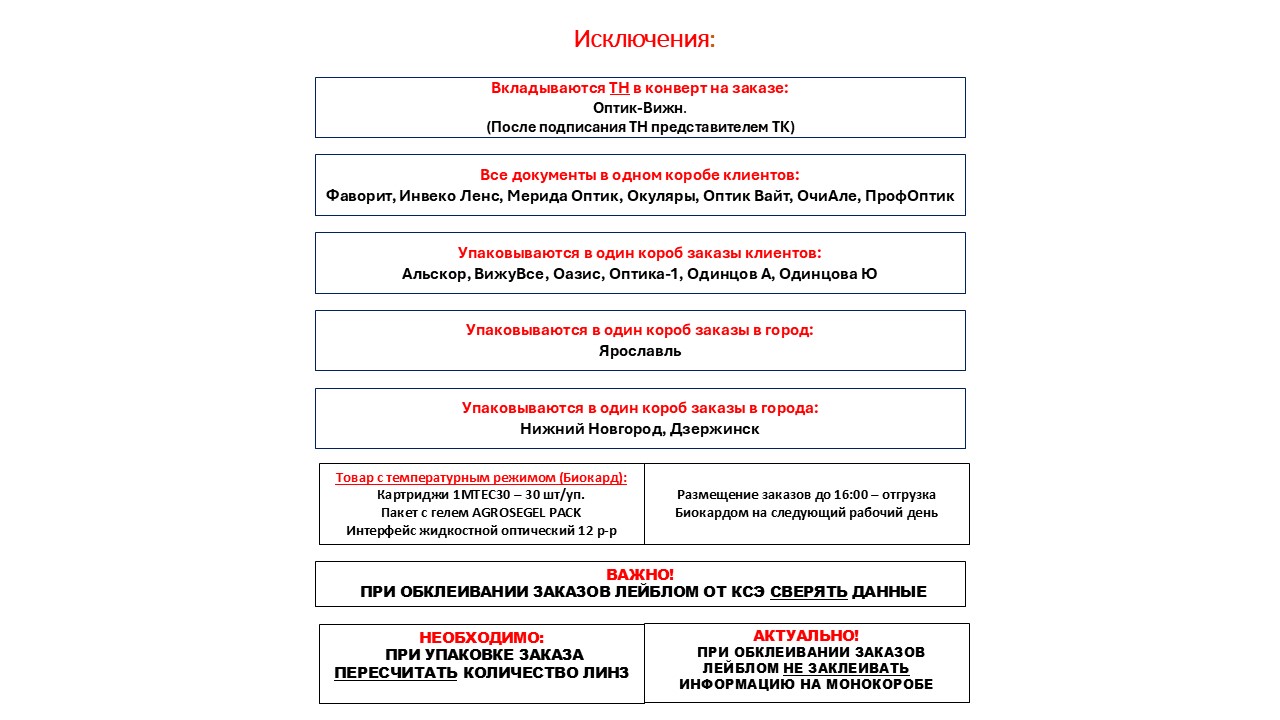 Исключения:
Вкладываются ТН в конверт на заказе:
Оптик-Вижн.
(После подписания ТН представителем ТК)
Все документы в одном коробе клиентов:
Фаворит, Инвеко Ленс, Мерида Оптик, Окуляры, Оптик Вайт, ОчиАле, ПрофОптик
Упаковываются в один короб заказы клиентов:
Альскор, ВижуВсе, Оазис, Оптика-1, Одинцов А, Одинцова Ю
Упаковываются в один короб заказы в город:
Ярославль
Упаковываются в один короб заказы в города:
Нижний Новгород, Дзержинск
Товар с температурным режимом (Биокард):
Картриджи 1MTEC30 – 30 шт/уп.
Пакет с гелем AGROSEGEL PACK
Интерфейс жидкостной оптический 12 р-р
Размещение заказов до 16:00 – отгрузка
Биокардом на следующий рабочий день
ВАЖНО!
ПРИ ОБКЛЕИВАНИИ ЗАКАЗОВ ЛЕЙБЛОМ ОТ КСЭ СВЕРЯТЬ ДАННЫЕ
НЕОБХОДИМО:
ПРИ УПАКОВКЕ ЗАКАЗА
ПЕРЕСЧИТАТЬ КОЛИЧЕСТВО ЛИНЗ
АКТУАЛЬНО!
ПРИ ОБКЛЕИВАНИИ ЗАКАЗОВ
ЛЕЙБЛОМ НЕ ЗАКЛЕИВАТЬ
ИНФОРМАЦИЮ НА МОНОКОРОБЕ